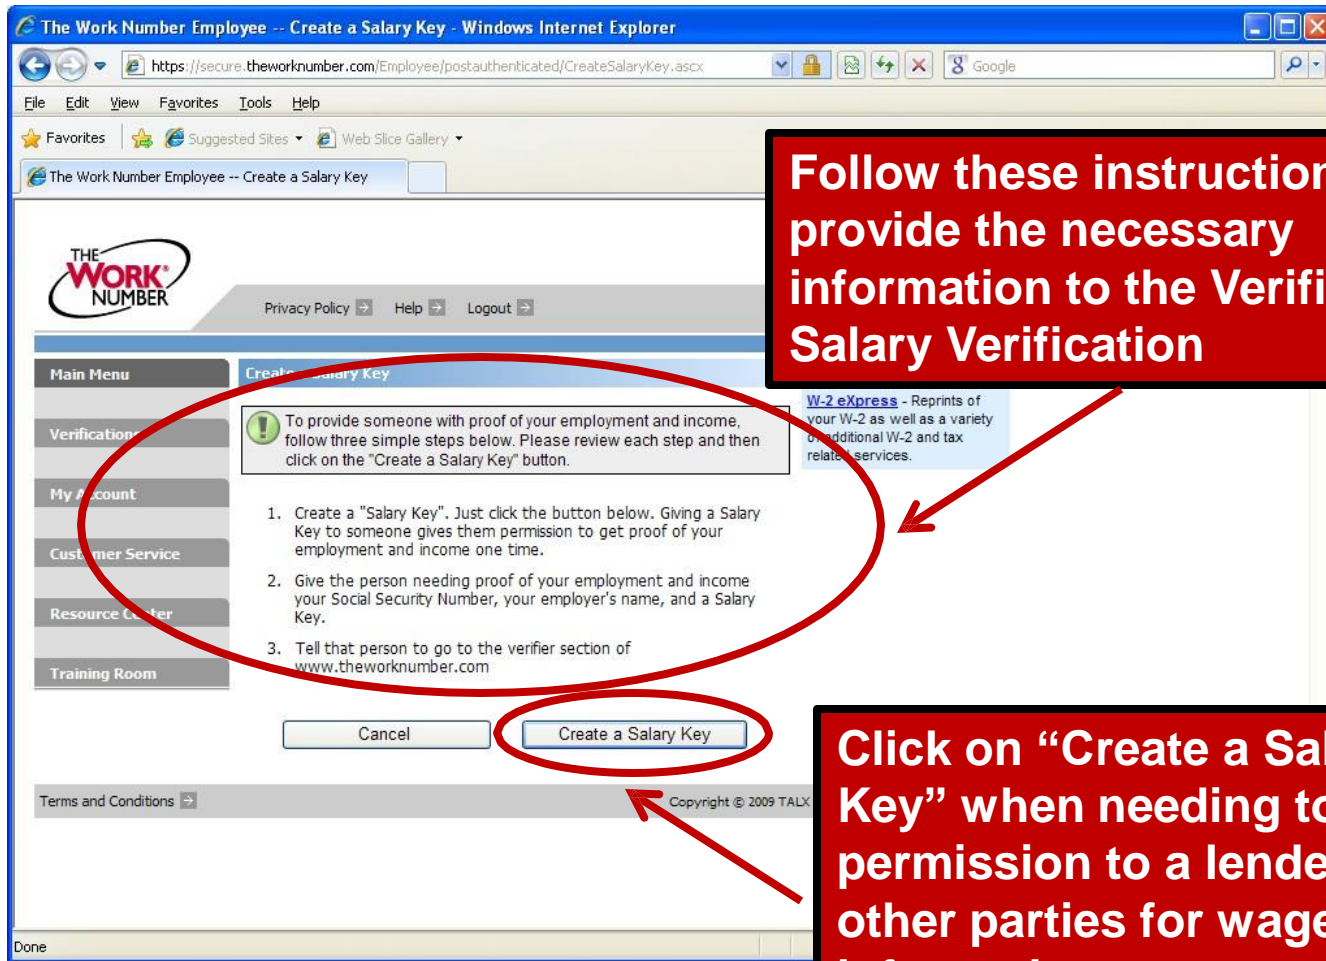 The Work Number Employee -- Create a Salary Key - Windows Internet Explorer
https://secure.theworknumber.com/Employee/postauthenticated/CreateSalaryKey.ascx
Google
File Edit View Favorites Tools Help
Favorites Suggested Sites Web Slice Gallery
The Work Number Employee -- Create a Salary Key
Follow these instruction
provide the necessary
information to the Verifi
Salary Verification
THE
WORK
NUMBER
Privacy Policy Help Logout
Main Menu
Verifications
My Account
Customer Service
Resource Center
Training Room
Create a Salary Key
To provide someone with proof of your employment and income,
follow three simple steps below. Please review each step and then
click on the "Create a Salary Key" button.
W-2 eXpress - Reprints of
your W-2 as well as a variety
of additional W-2 and tax
related services.
1. Create a "Salary Key". Just click the button below. Giving a Salary
Key to someone gives them permission to get proof of your
employment and income one time.
2. Give the person needing proof of your employment and income
your Social Security Number, your employer's name, and a Salary
Key.
3. Tell that person to go to the verifier section of
www.theworknumber.com
Cancel Create a Salary Key
Click on “Create a Sal
Key” when needing to
permission to a lende
other parties for wage
Terms and Conditions
Copyright © 2009 TALX
Done